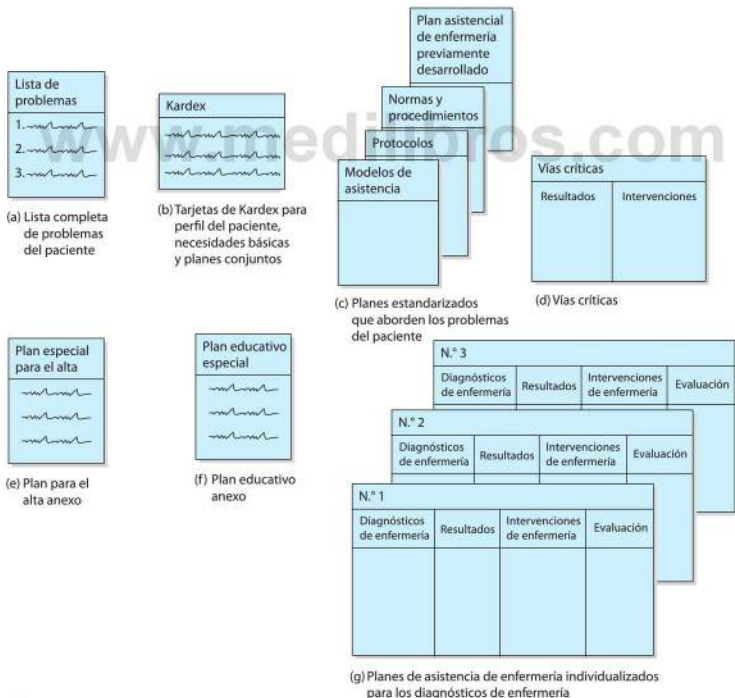 Lista de
problemas
1.
2.
3.
(a) Lista completa
de problemas
del paciente
Kardex
(b) Tarjetas de Kardex para
perfil del paciente,
necesidades básicas
y planes conjuntos
Plan asistencial
de enfermería
previamente
desarrollado
Normas y
procedimientos
Protocolos
Modelos de
asistencia
(c) Planes estandarizados
que aborden los problemas
del paciente
Vías críticas
Resultados
Intervenciones
(d) Vías críticas
www.medilibros.com
Plan especial
para el alta
(e) Plan para el
alta anexo
Plan educativo
especial
(f) Plan educativo
anexo
N.° 3
Diagnósticos
de enfermería
Resultados
Intervenciones
de enfermería
Evaluación
N.° 2
Diagnósticos
de enfermería
Resultados
Intervenciones
de enfermería
Evaluación
N.° 1
Diagnósticos
de enfermería
Resultados
Intervenciones
de enfermería
Evaluación
(g) Planes de asistencia de enfermería individualizados
para los diagnósticos de enfermería